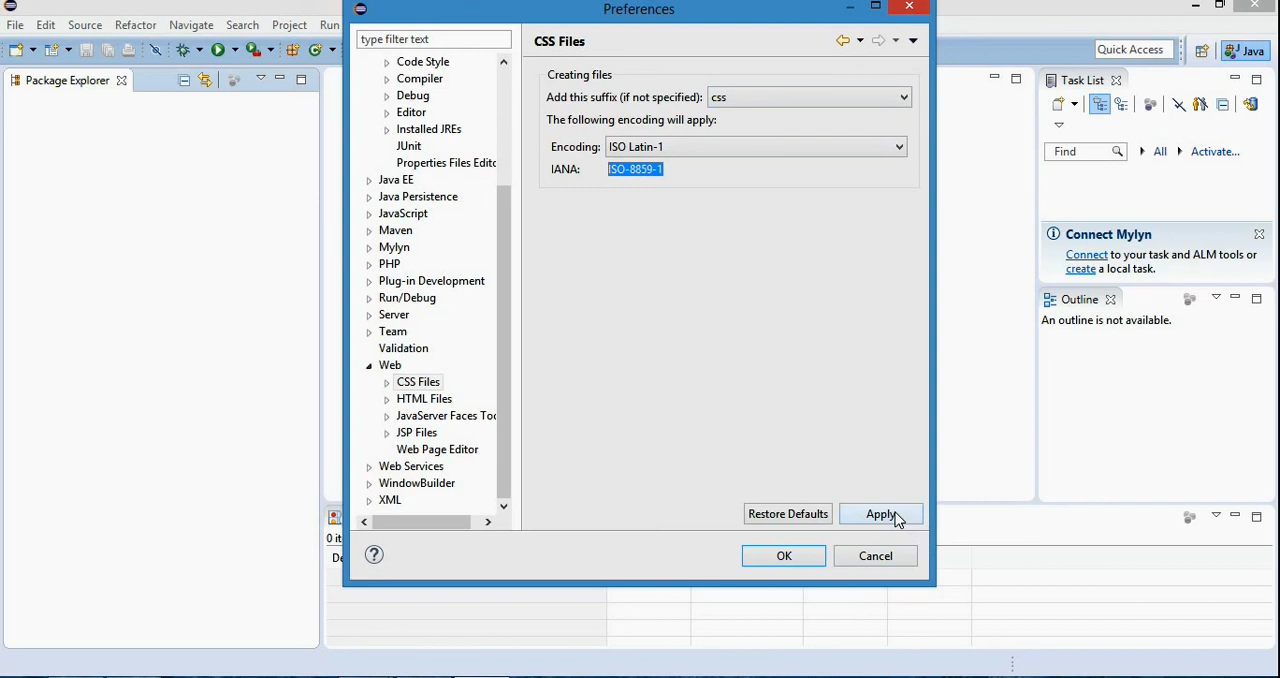 Preferences
File Edit Source Refactor Navigate Search Project Run
Quick Access
Java
Package Explorer
type filter text
Code Style
Compiler
Debug
Editor
Installed JREs
JUnit
Properties Files Edito
Java EE
Java Persistence
JavaScript
Maven
Mylyn
PHP
Plug-in Development
Run/Debug
Server
Team
Validation
Web
CSS Files
HTML Files
JavaServer Faces Too
JSP Files
Web Page Editor
Web Services
WindowBuilder
XML
CSS Files
Creating files
Add this suffix (if not specified): css
The following encoding will apply:
Encoding: ISO Latin-1
IANA: ISO-8859-1
Restore Defaults Apply
OK Cancel
Task List
Find All Activate...
Connect Mylyn
Connect to your task and ALM tools or
create a local task.
Outline
An outline is not available.
0 ite
De